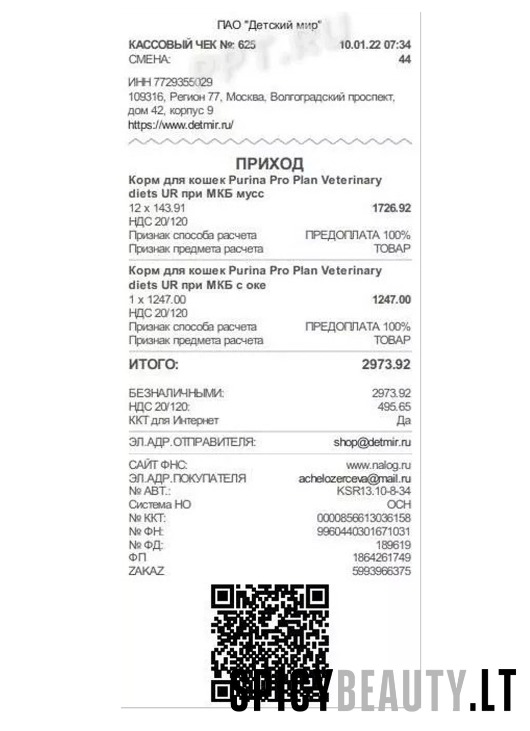 ПАО "Детский мир"
КАССОВЫЙ ЧЕК №: 625 10.01.22 07:34
СМЕНА: 44
PPT.RU
ИНН 7729355029
109316, Регион 77, Москва, Волгоградский проспект,
дом 42, корпус 9
https://www.detmir.ru/
ПРИХОД
Корм для кошек Purina Pro Plan Veterinary
diets UR при МКБ мусс
12 x 143.91 1726.92
НДС 20/120
Признак способа расчета ПРЕДОПЛАТА 100%
Признак предмета расчета ТОВАР
Корм для кошек Purina Pro Plan Veterinary
diets UR при МКБ с оке
1 x 1247.00 1247.00
НДС 20/120
Признак способа расчета ПРЕДОПЛАТА 100%
Признак предмета расчета ТОВАР
ИТОГО: 2973.92
БЕЗНАЛИЧНЫМИ: 2973.92
НДС 20/120: 495.65
ККТ для Интернет Да
ЭЛ.АДР.ОТПРАВИТЕЛЯ: shop@detmir.ru
САЙТ ФНС: www.nalog.ru
ЭЛ.АДР.ПОКУПАТЕЛЯ achelozerceva@mail.ru
№ АВТ.: KSR13.10-8-34
Система НО ОСН
№ ККТ: 0000856613036158
№ ФН: 9960440301671031
№ ФД: 189619
ФП 1864261749
ZAKAZ 5993966375
SPICYBEAUTY.LT